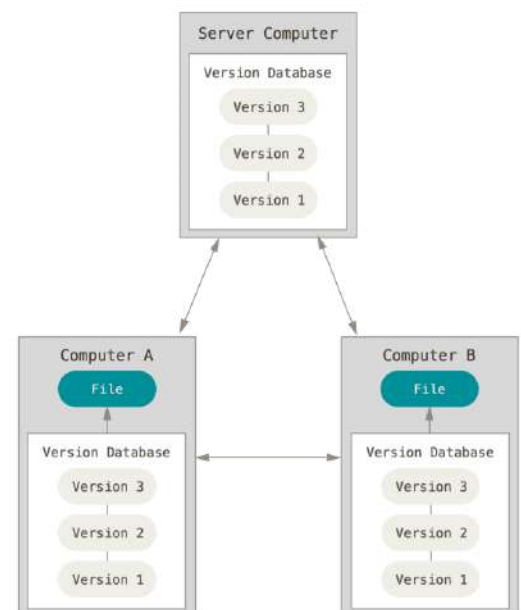 Server Computer
Version Database
Version 3
Version 2
Version 1
Computer A
File
Version Database
Version 3
Version 2
Version 1
Computer B
File
Version Database
Version 3
Version 2
Version 1